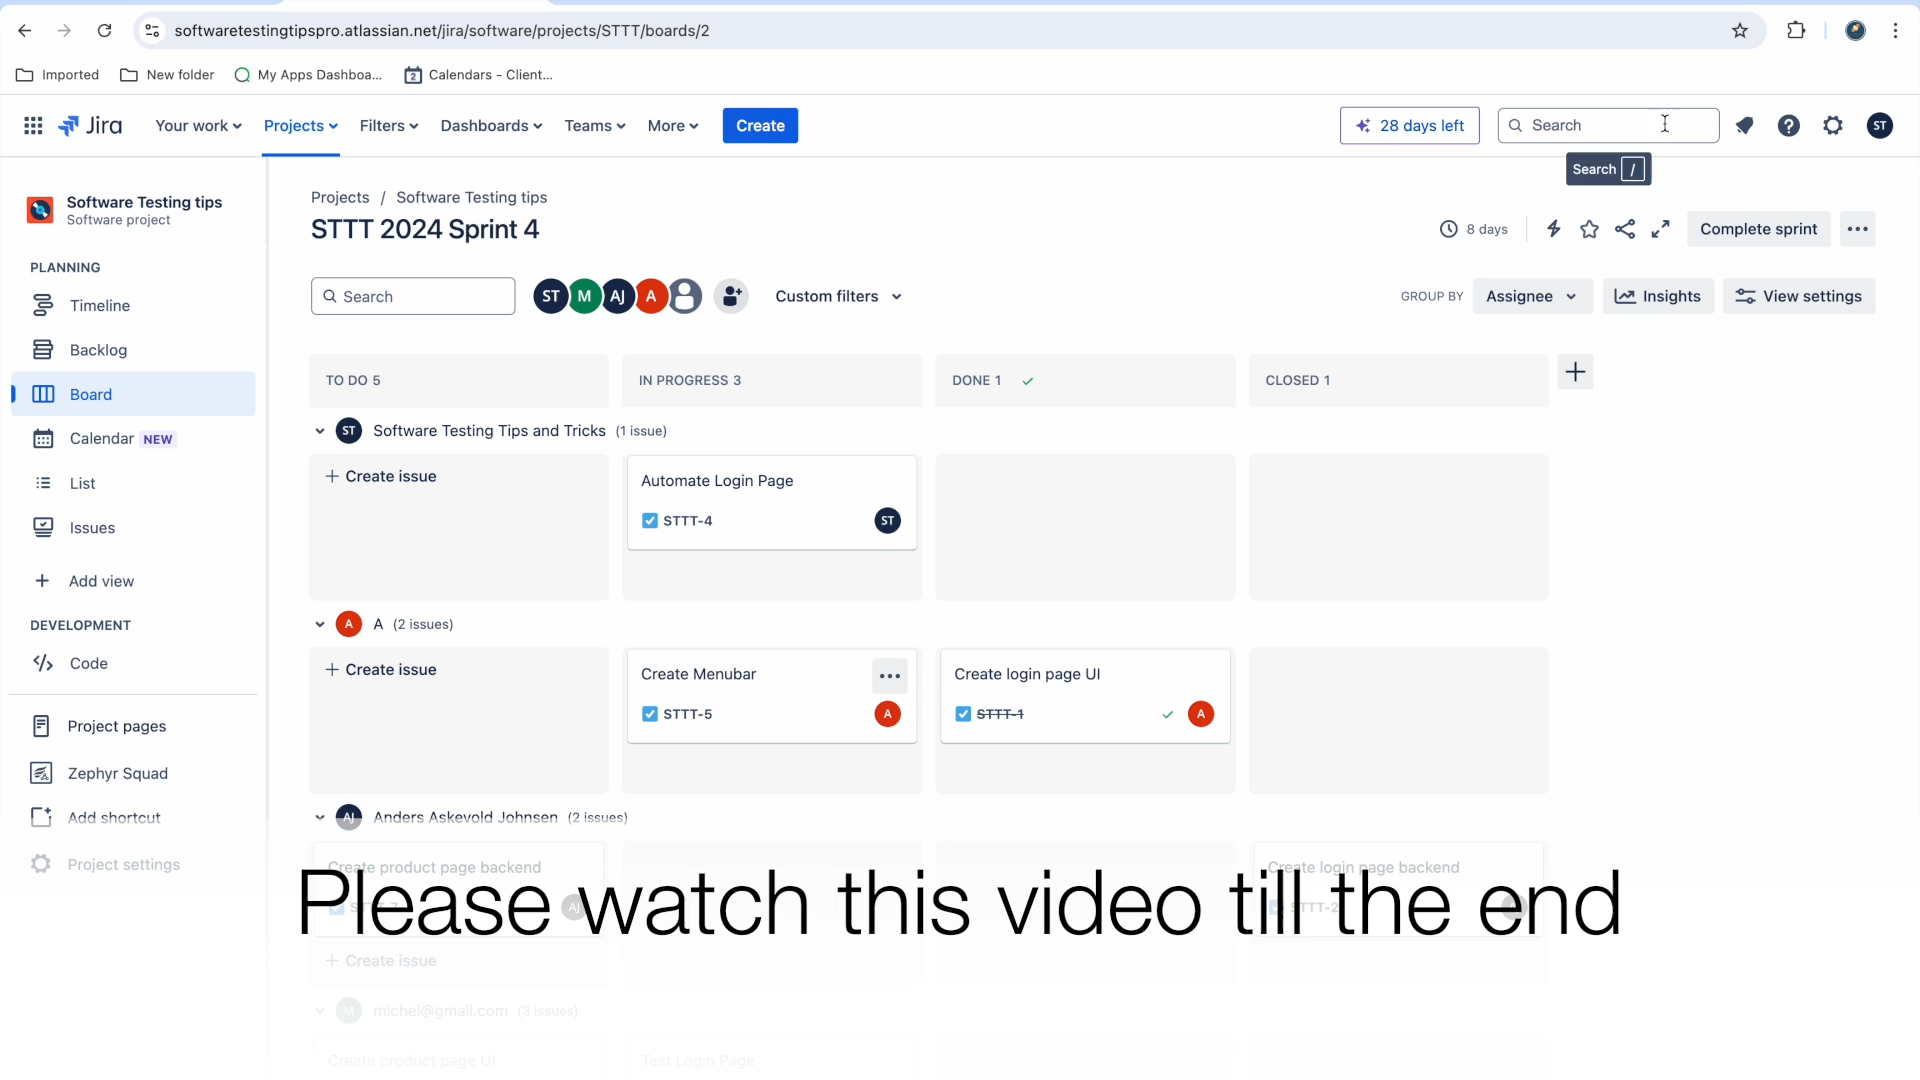 softwaretestingtipspro.atlassian.net/jira/software/projects/STTT/boards/2
Imported New folder My Apps Dashboa... 2 Calendars - Client...
Jira Your work Projects Filters Dashboards Teams More Create 28 days left Search ST
Search /
Software Testing tips
Software project
Projects / Software Testing tips
STTT 2024 Sprint 4
8 days Complete sprint
PLANNING
Timeline
Backlog
Board
Calendar NEW
List
Issues
Add view
DEVELOPMENT
Code
Project pages
Zephyr Squad
Add shortcut
Project settings
Search ST M AJ A Custom filters GROUP BY Assignee Insights View settings
TO DO 5 IN PROGRESS 3 DONE 1 CLOSED 1
ST Software Testing Tips and Tricks (1 issue)
Create issue
Automate Login Page
STTT-4 ST
A A (2 issues)
Create issue
Create Menubar
STTT-5 A
Create login page UI
STTT-1 A
AJ Anders Askevold Johnsen (2 issues)
Create product page backend Create login page backend
AJ STTT-2
Please watch this video till the end
Create issue
M michel@gmail.com (3 issues)
Create product page UI Test Login Page